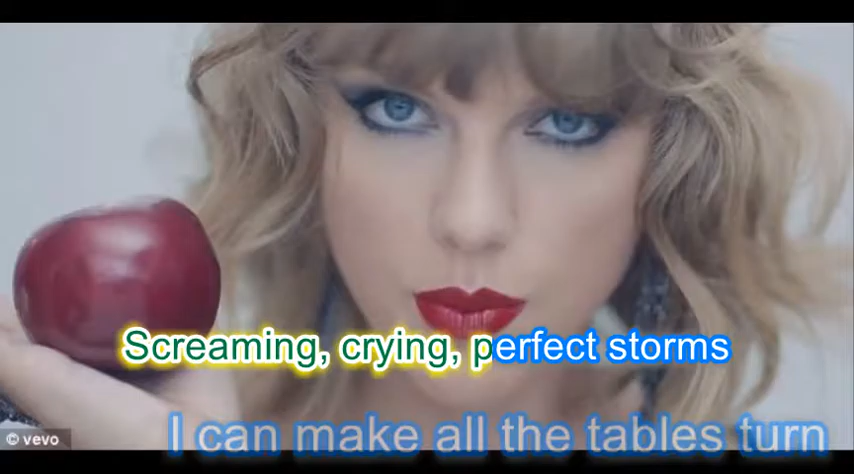 Screaming, crying, perfect storms
I can make all the tables turn
© vevo